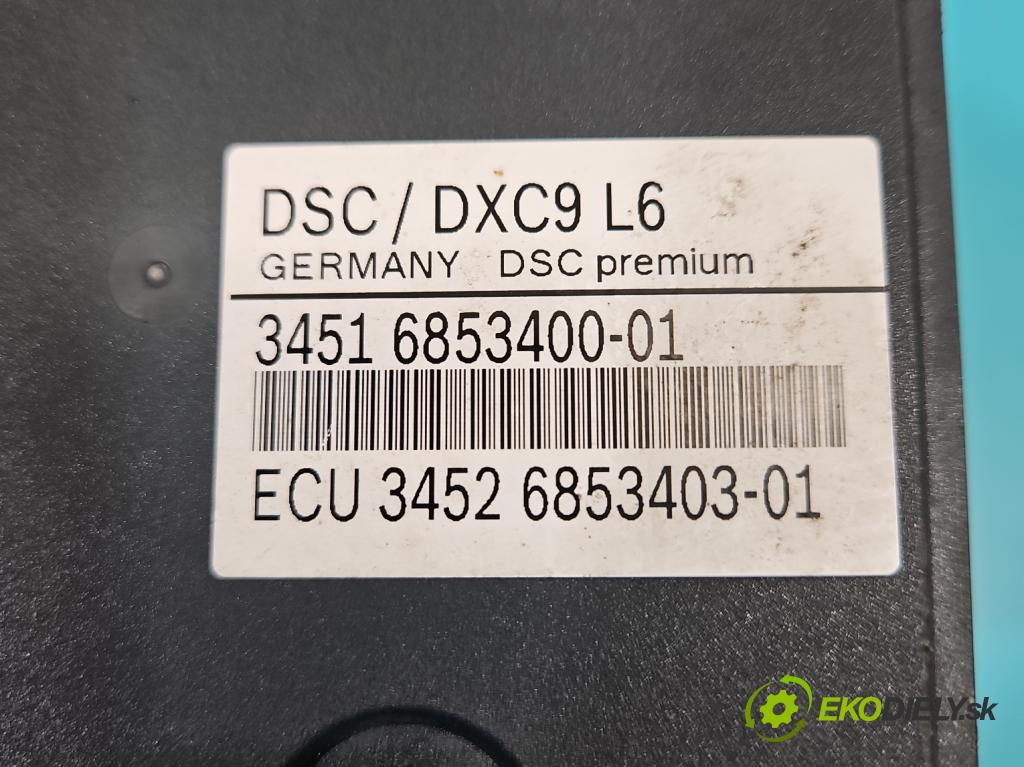 DSC / DXC9 L6
GERMANY DSC premium
3451 6853400-01
ECU 3452 6853403-01
EKODIELY.sk